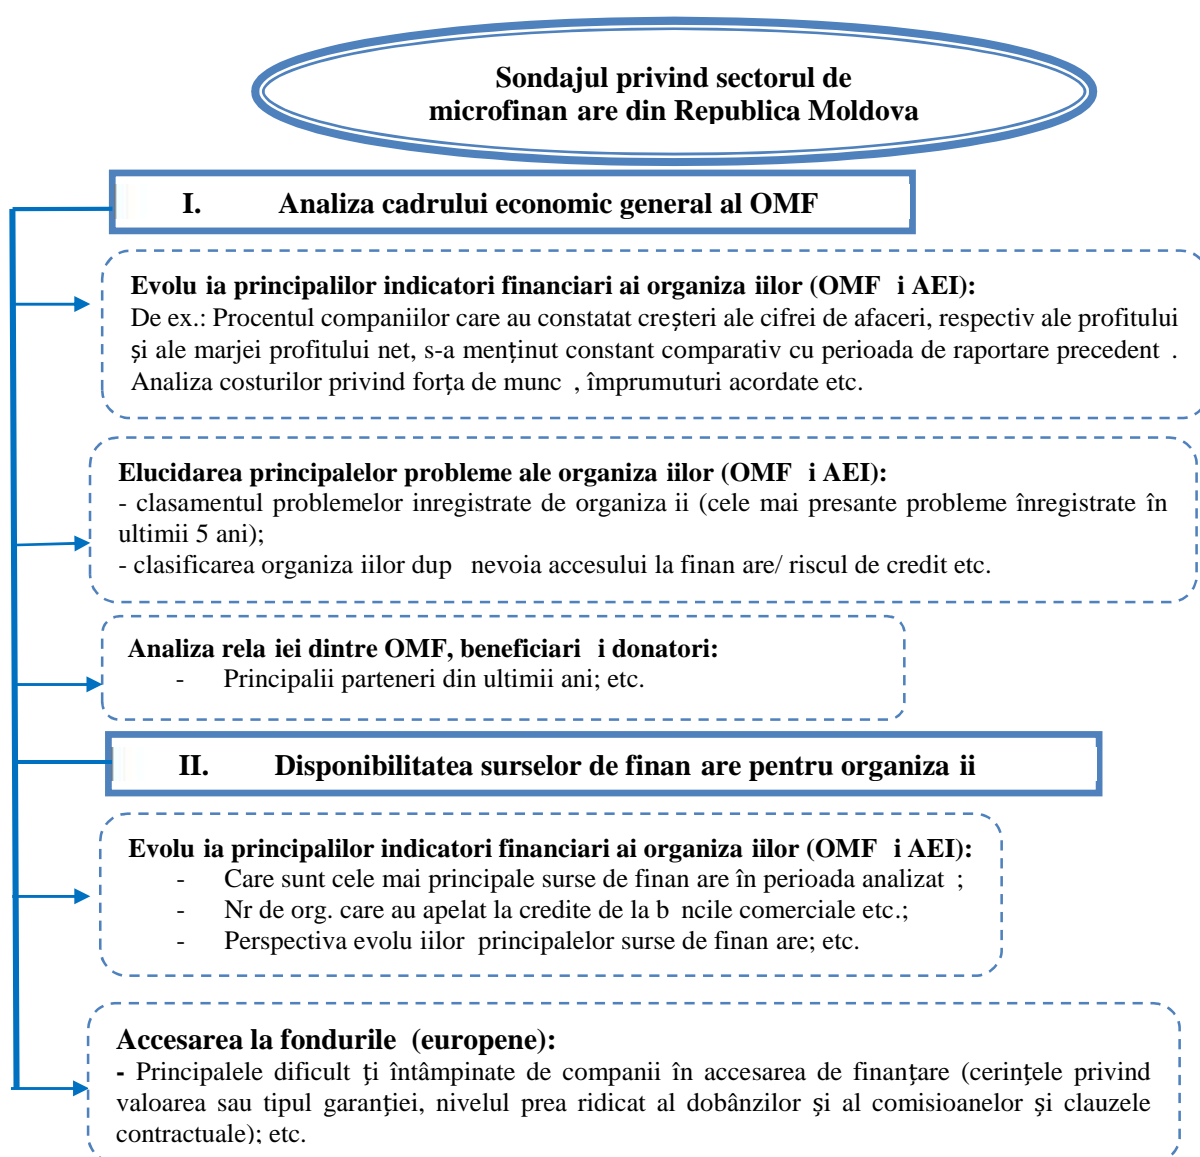 Sondajul privind sectorul de
microfinan are din Republica Moldova
I. Analiza cadrului economic general al OMF
Evolu ia principalilor indicatori financiari ai organiza iilor (OMF i AEI):
De ex.: Procentul companiilor care au constatat creșteri ale cifrei de afaceri, respectiv ale profitului
și ale marjei profitului net, s-a menținut constant comparativ cu perioada de raportare precedent .
Analiza costurilor privind forța de munc , împrumuturi acordate etc.
Elucidarea principalelor probleme ale organiza iilor (OMF i AEI):
- clasamentul problemelor inregistrate de organiza ii (cele mai presante probleme înregistrate în
ultimii 5 ani);
- clasificarea organiza iilor dup nevoia accesului la finan are/ riscul de credit etc.
Analiza rela iei dintre OMF, beneficiari i donatori:
- Principalii parteneri din ultimii ani; etc.
II. Disponibilitatea surselor de finan are pentru organiza ii
Evolu ia principalilor indicatori financiari ai organiza iilor (OMF i AEI):
- Care sunt cele mai principale surse de finan are în perioada analizat ;
- Nr de org. care au apelat la credite de la b ncile comerciale etc.;
- Perspectiva evolu iilor principalelor surse de finan are; etc.
Accesarea la fondurile (europene):
- Principalele dificult ți întâmpinate de companii în accesarea de finanțare (cerințele privind
valoarea sau tipul garanției, nivelul prea ridicat al dobânzilor și al comisioanelor și clauzele
contractuale); etc.